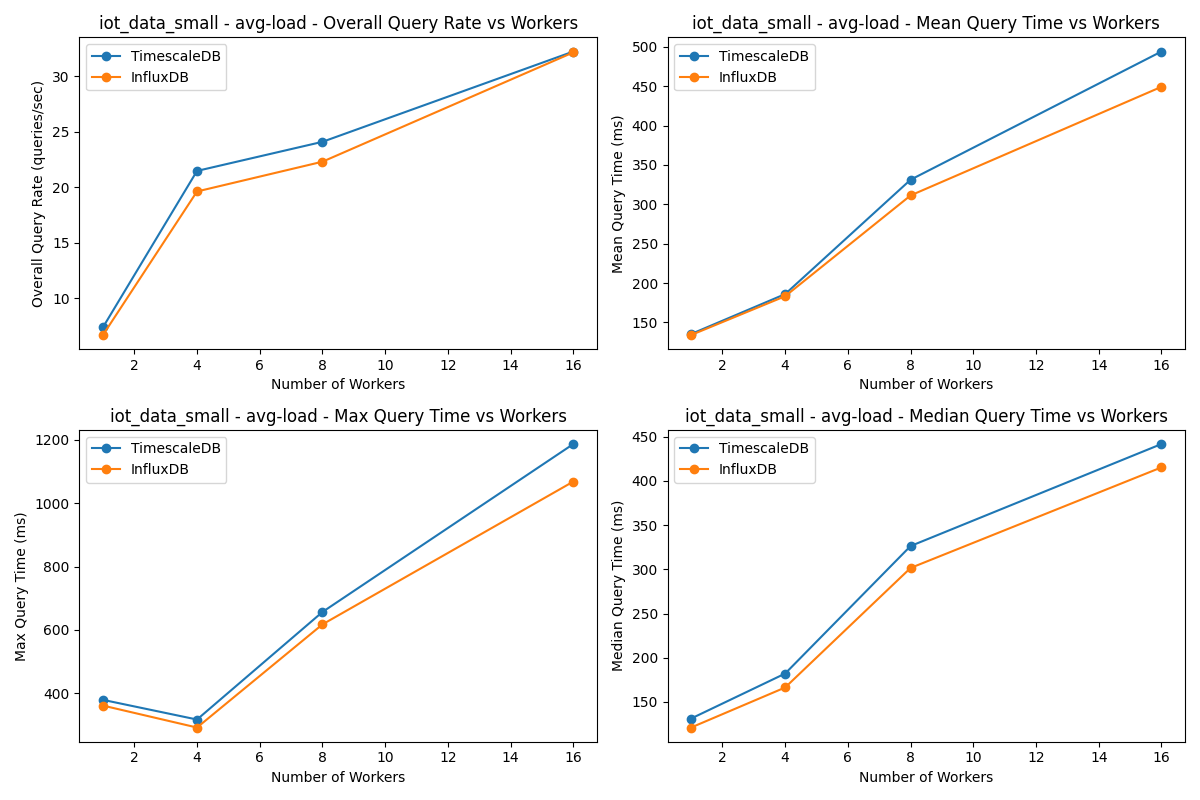 iot_data_small - avg-load - Overall Query Rate vs Workers
TimescaleDB
InfluxDB
30
25
20
15
10
Overall Query Rate (queries/sec)
2 4 6 8 10 12 14 16
Number of Workers
iot_data_small - avg-load - Mean Query Time vs Workers
TimescaleDB
InfluxDB
500
450
400
350
300
250
200
150
Mean Query Time (ms)
2 4 6 8 10 12 14 16
Number of Workers
iot_data_small - avg-load - Max Query Time vs Workers
TimescaleDB
InfluxDB
1200
1000
800
600
400
Max Query Time (ms)
2 4 6 8 10 12 14 16
Number of Workers
iot_data_small - avg-load - Median Query Time vs Workers
TimescaleDB
InfluxDB
450
400
350
300
250
200
150
Median Query Time (ms)
2 4 6 8 10 12 14 16
Number of Workers